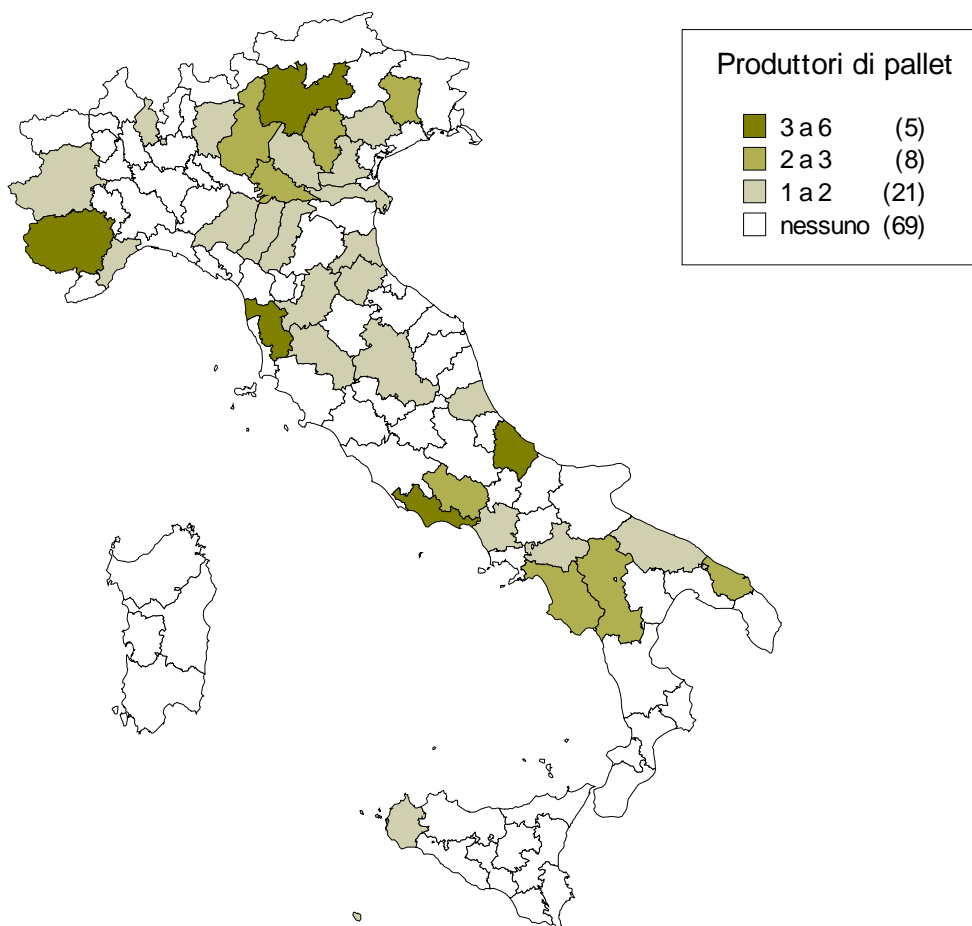 Produttori di pallet
3 a 6 (5)
2 a 3 (8)
1 a 2 (21)
nessuno (69)